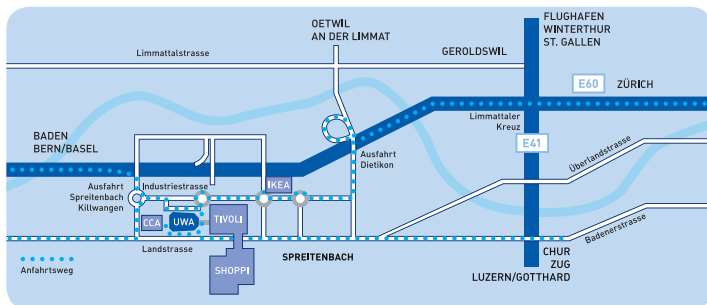 OETWIL
AN DER LIMMAT
FLUGHAFEN
WINTERTHUR
ST. GALLEN
Limmattalstrasse
GEROLDSWIL
E60
ZÜRICH
Limmattaler
Kreuz
BADEN
BERN/BASEL
E41
Überlandstrasse
Ausfahrt
Dietikon
Ausfahrt
Spreitenbach
Killwangen
Industriestrasse
IKEA
CCA
UWA
TIVOLI
Badenerstrasse
Landstrasse
SPREITENBACH
SHOPPI
Anfahrtsweg
CHUR
ZUG
LUZERN/GOTTHARD